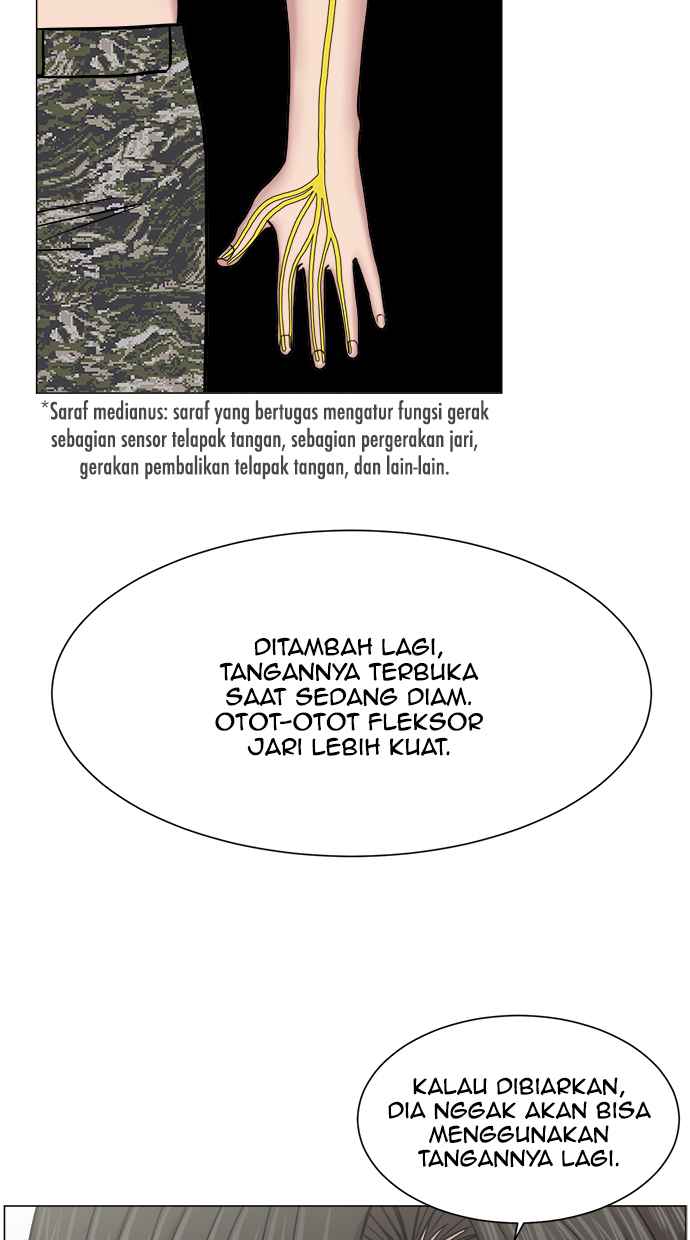 *Saraf medianus: saraf yang bertugas mengatur fungsi gerak
sebagian sensor telapak tangan, sebagian pergerakan jari,
gerakan pembalikan telapak tangan, dan lain-lain.
DITAMBAH LAGI,
TANGANNYA TERBUKA
SAAT SEDANG DIAM.
OTOT-OTOT FLEKSOR
JARI LEBIH KUAT.
KALAU DIBIARKAN,
DIA NGGAK AKAN BISA
MENGGUNAKAN
TANGANNYA LAGI.